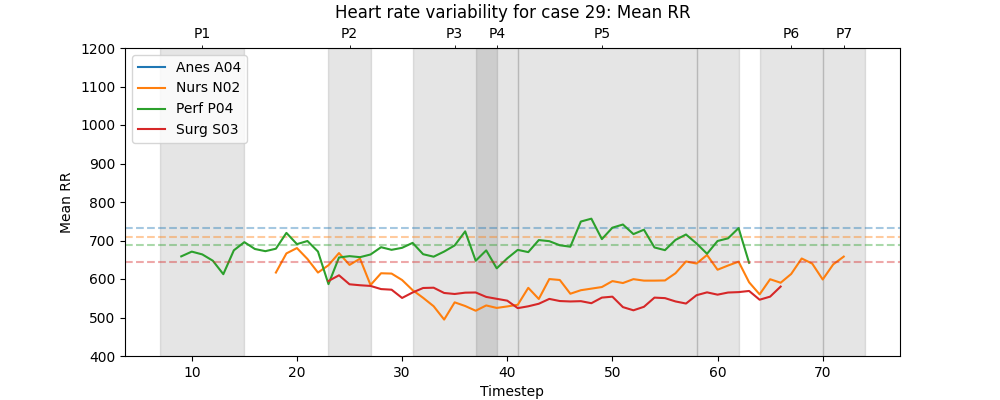 Heart rate variability for case 29: Mean RR
P1 P2 P3 P4 P5 P6 P7
1200
1100
1000
900
800
700
600
500
400
Mean RR
Anes A04
Nurs N02
Perf P04
Surg S03
10 20 30 40 50 60 70
Timestep